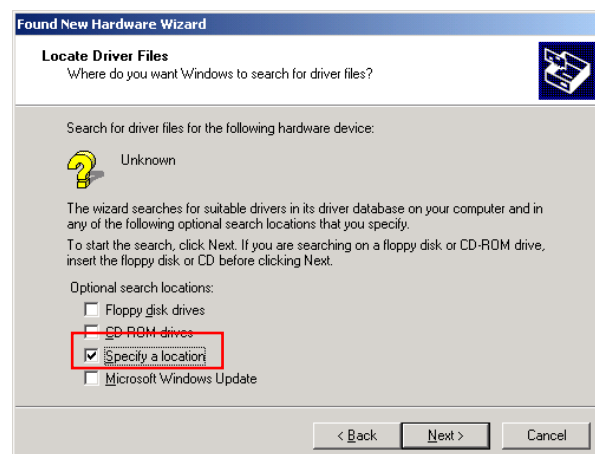 Found New Hardware Wizard
Locate Driver Files
Where do you want Windows to search for driver files?
Search for driver files for the following hardware device:
Unknown
The wizard searches for suitable drivers in its driver database on your computer and in
any of the following optional search locations that you specify.
To start the search, click Next. If you are searching on a floppy disk or CD-ROM drive,
insert the floppy disk or CD before clicking Next.
Optional search locations:
Floppy disk drives
CD-ROM drives
Specify a location
Microsoft Windows Update
< Back Next > Cancel